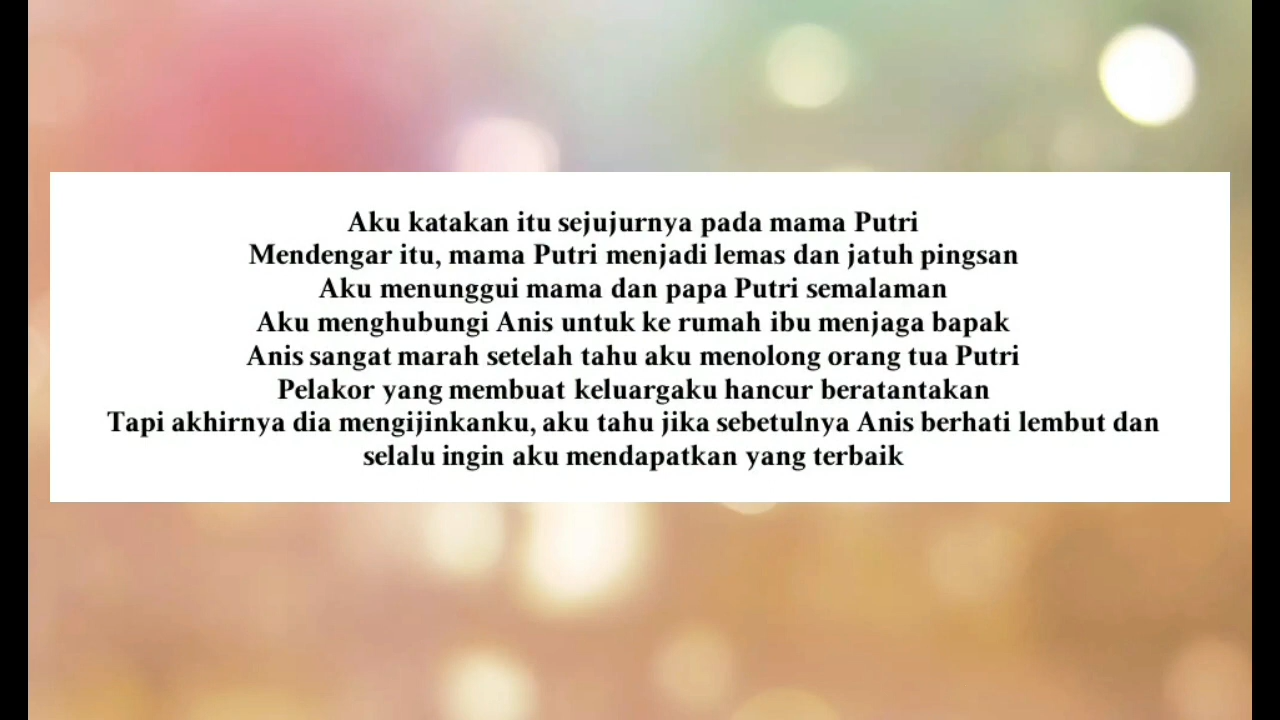 Aku katakan itu sejujurnya pada mama Putri
Mendengar itu, mama Putri menjadi lemas dan jatuh pingsan
Aku menunggui mama dan papa Putri semalaman
Aku menghubungi Anis untuk ke rumah ibu menjaga bapak
Anis sangat marah setelah tahu aku menolong orang tua Putri
Pelakor yang membuat keluargaku hancur beratantakan
Tapi akhirnya dia mengijinkanku, aku tahu jika sebetulnya Anis berhati lembut dan
selalu ingin aku mendapatkan yang terbaik